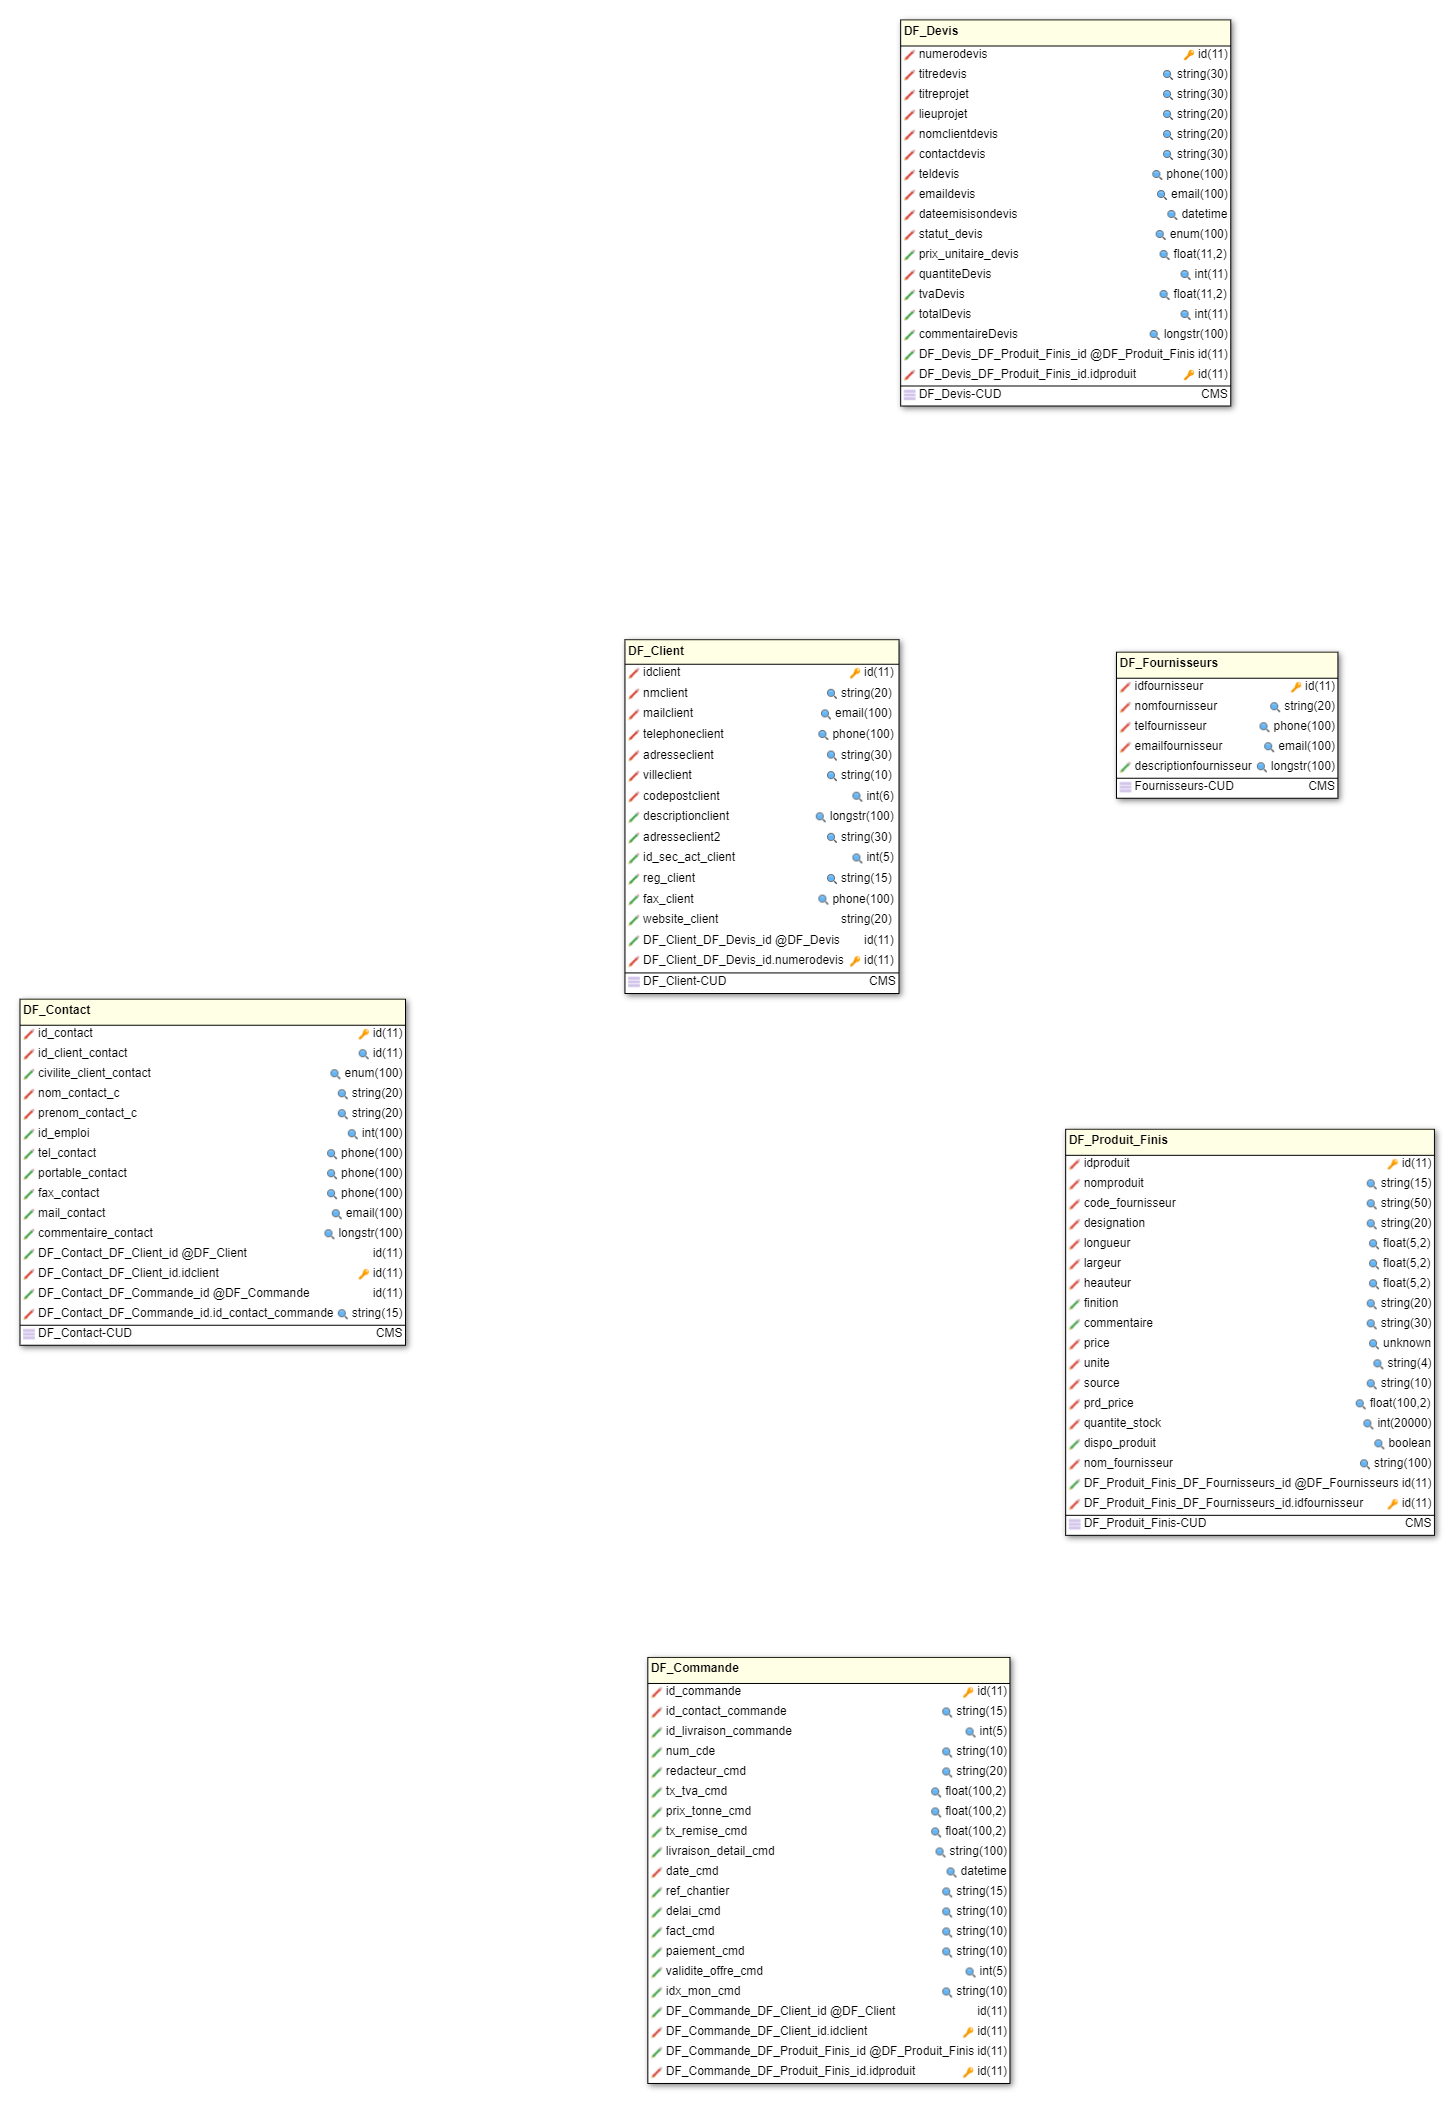 DF_Devis
numerodevis id(11)
titredevis string(30)
titreprojet string(30)
lieuprojet string(20)
nomclientdevis string(20)
contactdevis string(30)
teldevis phone(100)
emaildevis email(100)
dateemisisondevis datetime
statut_devis enum(100)
prix_unitaire_devis float(11,2)
quantiteDevis int(11)
tvaDevis float(11,2)
totalDevis int(11)
commentaireDevis longstr(100)
DF_Devis_DF_Produit_Finis_id @DF_Produit_Finis id(11)
DF_Devis_DF_Produit_Finis_id.idproduit id(11)
DF_Devis-CUD CMS
DF_Client
idclient id(11)
nmclient string(20)
mailclient email(100)
telephoneclient phone(100)
adresseclient string(30)
villeclient string(10)
codepostclient int(6)
descriptionclient longstr(100)
adresseclient2 string(30)
id_sec_act_client int(5)
reg_client string(15)
fax_client phone(100)
website_client string(20)
DF_Client_DF_Devis_id @DF_Devis id(11)
DF_Client_DF_Devis_id.numerodevis id(11)
DF_Client-CUD CMS
DF_Fournisseurs
idfournisseur id(11)
nomfournisseur string(20)
telfournisseur phone(100)
emailfournisseur email(100)
descriptionfournisseur longstr(100)
Fournisseurs-CUD CMS
DF_Contact
id_contact id(11)
id_client_contact id(11)
civilite_client_contact enum(100)
nom_contact_c string(20)
prenom_contact_c string(20)
id_emploi int(100)
tel_contact phone(100)
portable_contact phone(100)
fax_contact phone(100)
mail_contact email(100)
commentaire_contact longstr(100)
DF_Contact_DF_Client_id @DF_Client id(11)
DF_Contact_DF_Client_id.idclient id(11)
DF_Contact_DF_Commande_id @DF_Commande id(11)
DF_Contact_DF_Commande_id.id_contact_commande string(15)
DF_Contact-CUD CMS
DF_Produit_Finis
idproduit id(11)
nomproduit string(15)
code_fournisseur string(50)
designation string(20)
longueur float(5,2)
largeur float(5,2)
heauteur float(5,2)
finition string(20)
commentaire string(30)
price unknown
unite string(4)
source string(10)
prd_price float(100,2)
quantite_stock int(20000)
dispo_produit boolean
nom_fournisseur string(100)
DF_Produit_Finis_DF_Fournisseurs_id @DF_Fournisseurs id(11)
DF_Produit_Finis_DF_Fournisseurs_id.idfournisseur id(11)
DF_Produit_Finis-CUD CMS
DF_Commande
id_commande id(11)
id_contact_commande string(15)
id_livraison_commande int(5)
num_cde string(10)
redacteur_cmd string(20)
tx_tva_cmd float(100,2)
prix_tonne_cmd float(100,2)
tx_remise_cmd float(100,2)
livraison_detail_cmd string(100)
date_cmd datetime
ref_chantier string(15)
delai_cmd string(10)
fact_cmd string(10)
paiement_cmd string(10)
validite_offre_cmd int(5)
idx_mon_cmd string(10)
DF_Commande_DF_Client_id @DF_Client id(11)
DF_Commande_DF_Client_id.idclient id(11)
DF_Commande_DF_Produit_Finis_id @DF_Produit_Finis id(11)
DF_Commande_DF_Produit_Finis_id.idproduit id(11)